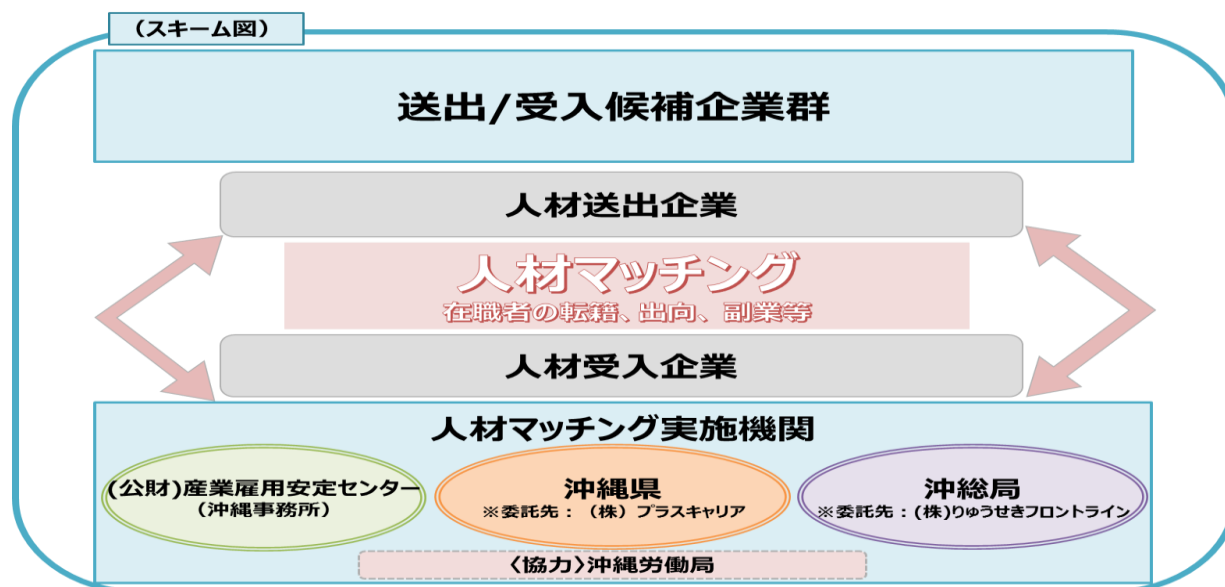 （スキーム図）
送出/受入候補企業群
人材送出企業
人材マッチング
在職者の転籍、出向、副業等
人材受入企業
人材マッチング実施機関
(公財)産業雇用安定センター
（沖縄事務所）
沖縄県
※委託先：（株）プラスキャリア
沖総局
※委託先：(株)りゅうせきフロントライン
〈協力〉沖縄労働局